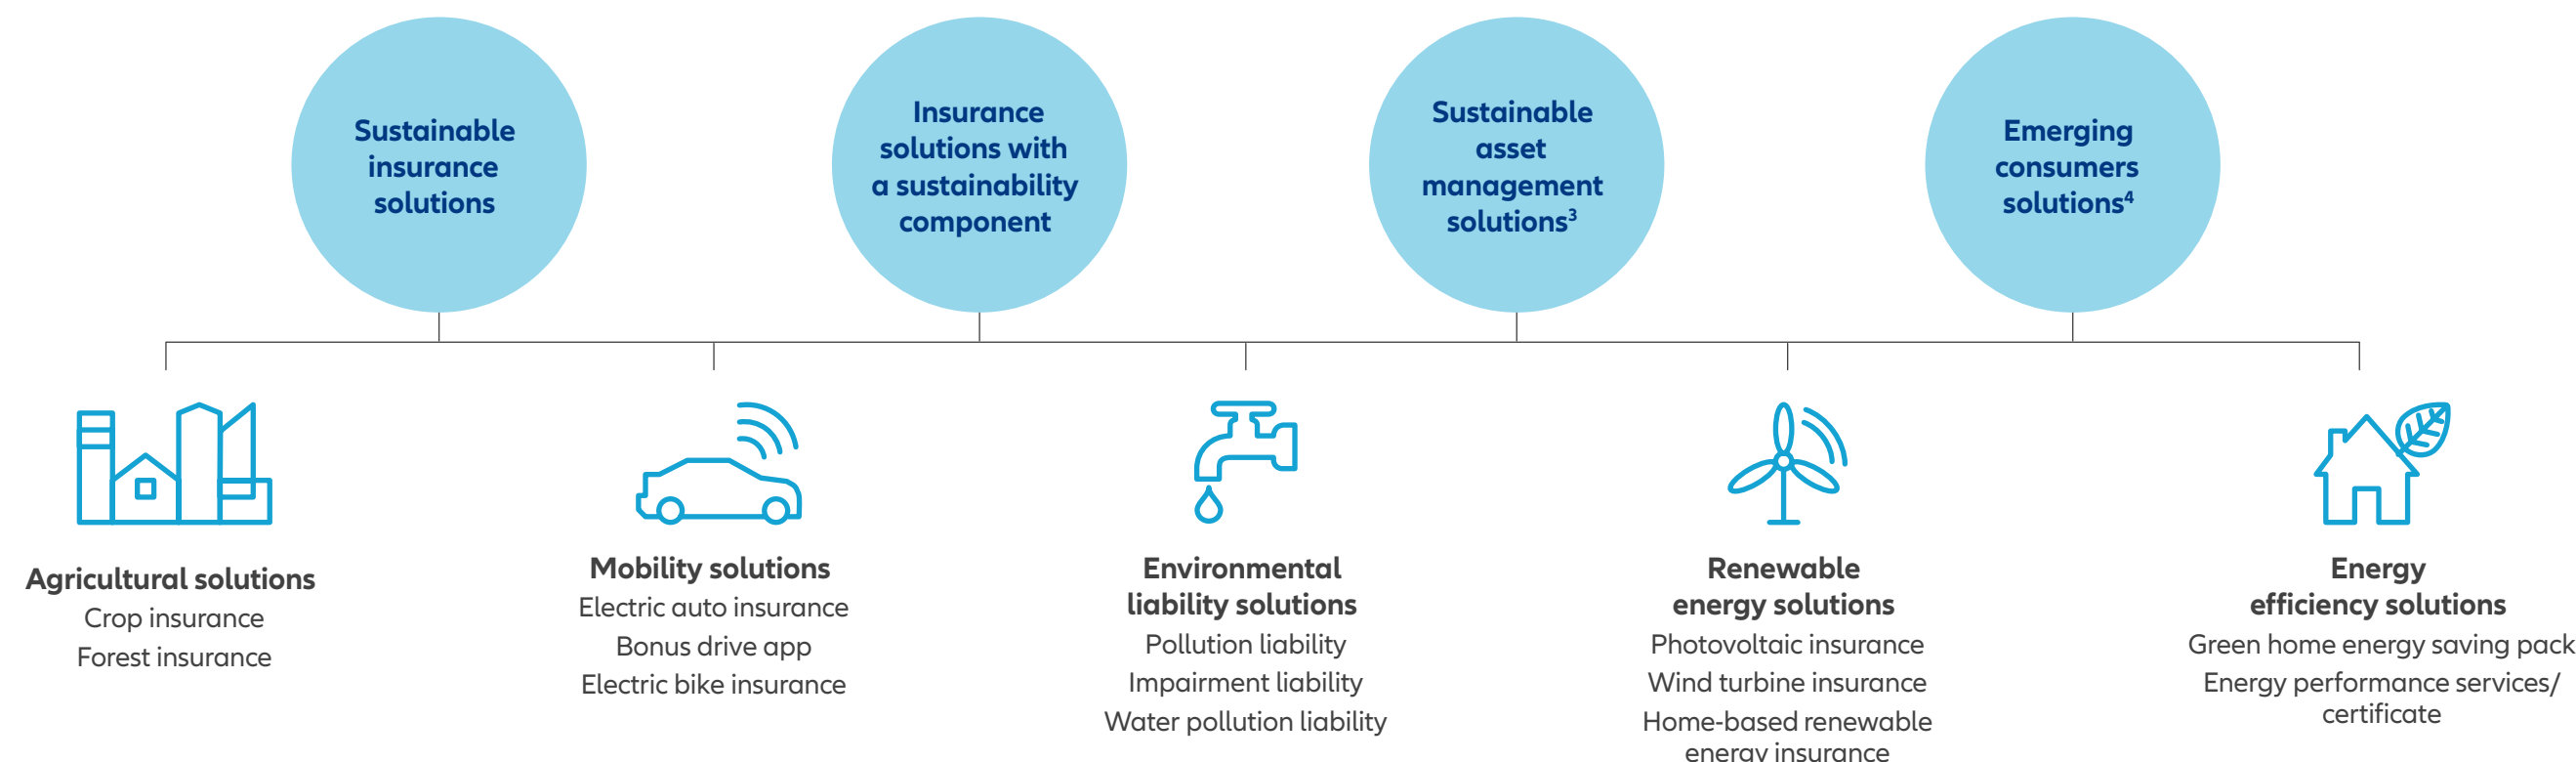 Sustainable
insurance
solutions
Insurance
solutions with
a sustainability
component
Sustainable
asset
management
solutions³
Emerging
consumers
solutions⁴
Agricultural solutions
Crop insurance
Forest insurance
Mobility solutions
Electric auto insurance
Bonus drive app
Electric bike insurance
Environmental
liability solutions
Pollution liability
Impairment liability
Water pollution liability
Renewable
energy solutions
Photovoltaic insurance
Wind turbine insurance
Home-based renewable
energy insurance
Energy
efficiency solutions
Green home energy saving pack
Energy performance services/
certificate